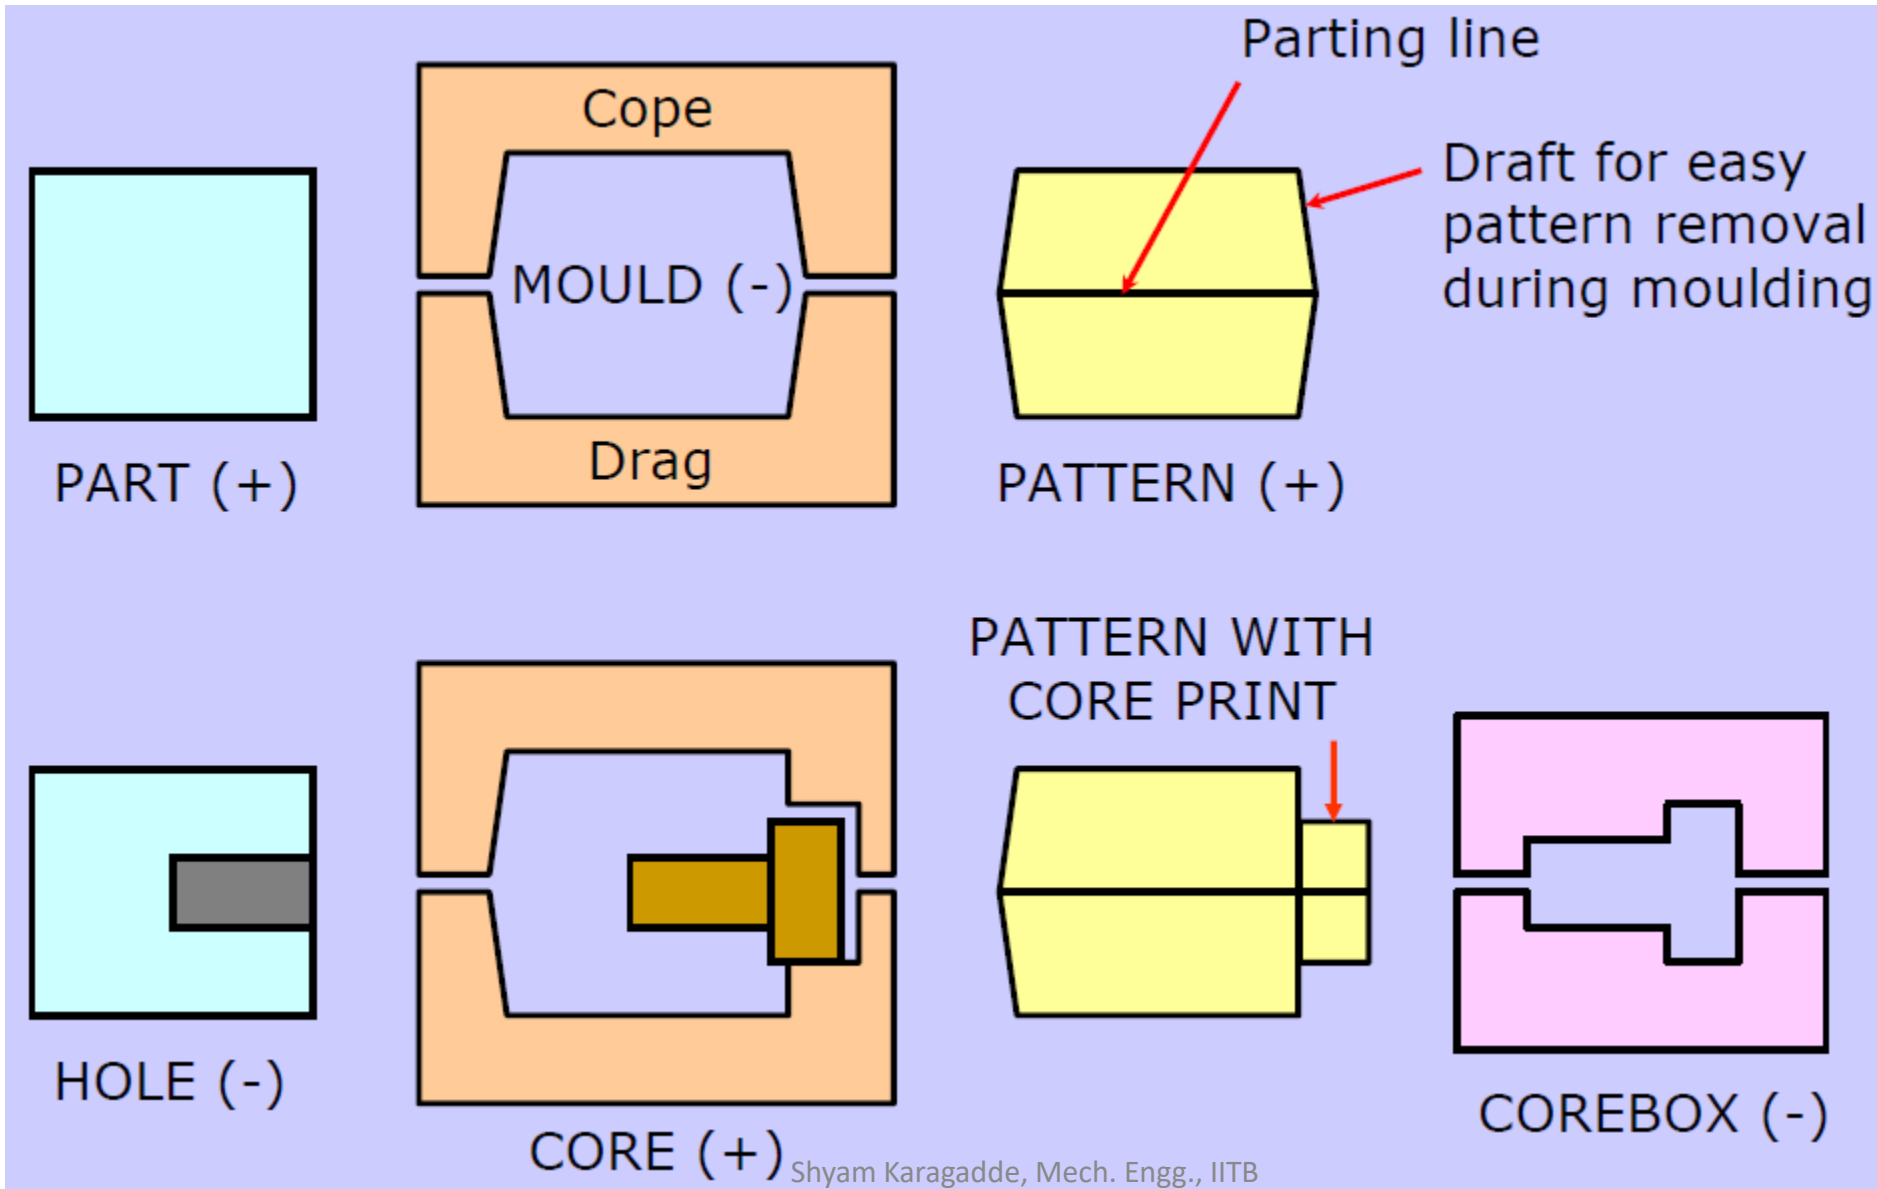 Parting line
Cope
Draft for easy
pattern removal
during moulding
MOULD (-)
Drag
PART (+)
PATTERN (+)
PATTERN WITH
CORE PRINT
HOLE (-)
CORE (+)
COREBOX (-)
Shyam Karagadde, Mech. Engg., IITB